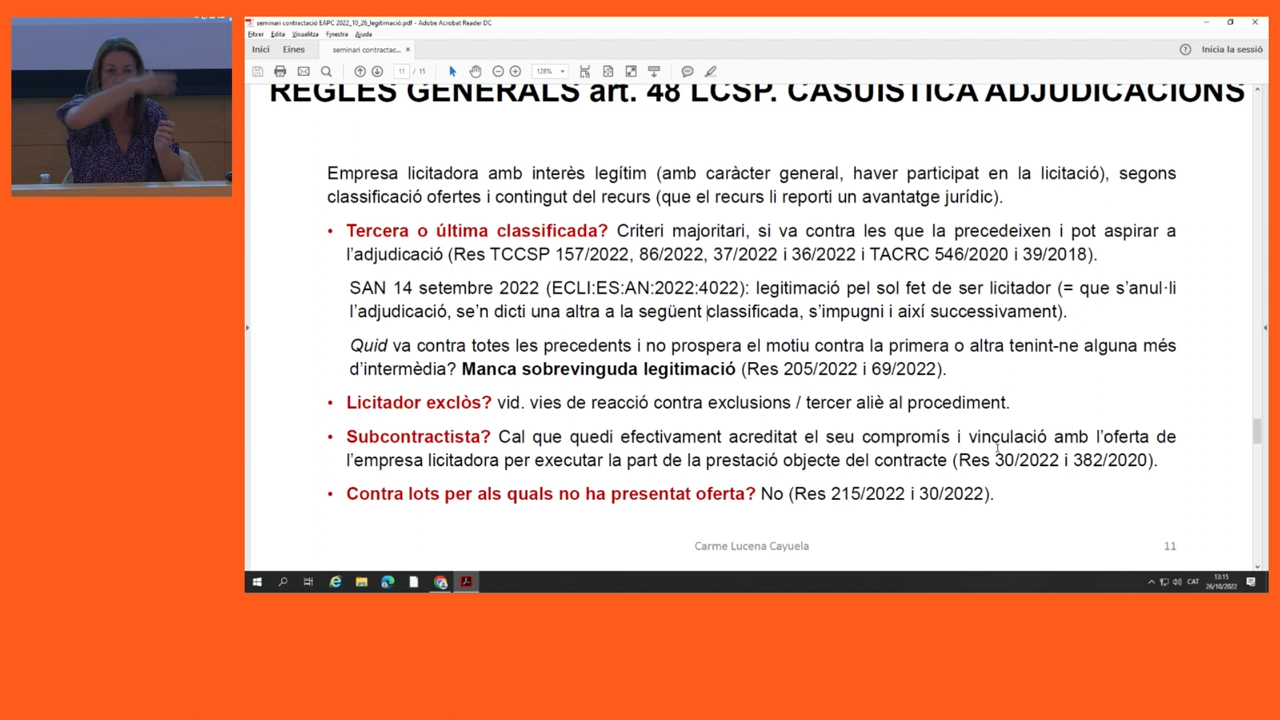 seminari contractació EAPC 2022_10_26_legitimació.pdf - Adobe Acrobat Reader DC
Fitxer Edita Visualitza Finestra Ajuda
Inici Eines seminari contractac... × Inicia la sessió
11 / 15 128%
REGLES GENERALS art. 48 LCSP. CASUÍSTICA ADJUDICACIONS
Empresa licitadora amb interès legítim (amb caràcter general, haver participat en la licitació), segons
classificació ofertes i contingut del recurs (que el recurs li reporti un avantatge jurídic).
• Tercera o última classificada? Criteri majoritari, si va contra les que la precedeixen i pot aspirar a
l’adjudicació (Res TCCSP 157/2022, 86/2022, 37/2022 i 36/2022 i TACRC 546/2020 i 39/2018).
SAN 14 setembre 2022 (ECLI:ES:AN:2022:4022): legitimació pel sol fet de ser licitador (= que s’anul·li
l’adjudicació, se’n dicti una altra a la següent classificada, s’impugni i així successivament).
Quid va contra totes les precedents i no prospera el motiu contra la primera o altra tenint-ne alguna més
d’intermèdia? Manca sobrevinguda legitimació (Res 205/2022 i 69/2022).
• Licitador exclòs? vid. vies de reacció contra exclusions / tercer aliè al procediment.
• Subcontractista? Cal que quedi efectivament acreditat el seu compromís i vinculació amb l’oferta de
l’empresa licitadora per executar la part de la prestació objecte del contracte (Res 30/2022 i 382/2020).
• Contra lots per als quals no ha presentat oferta? No (Res 215/2022 i 30/2022).
Carme Lucena Cayuela 11
CAT 13:15
26/10/2022